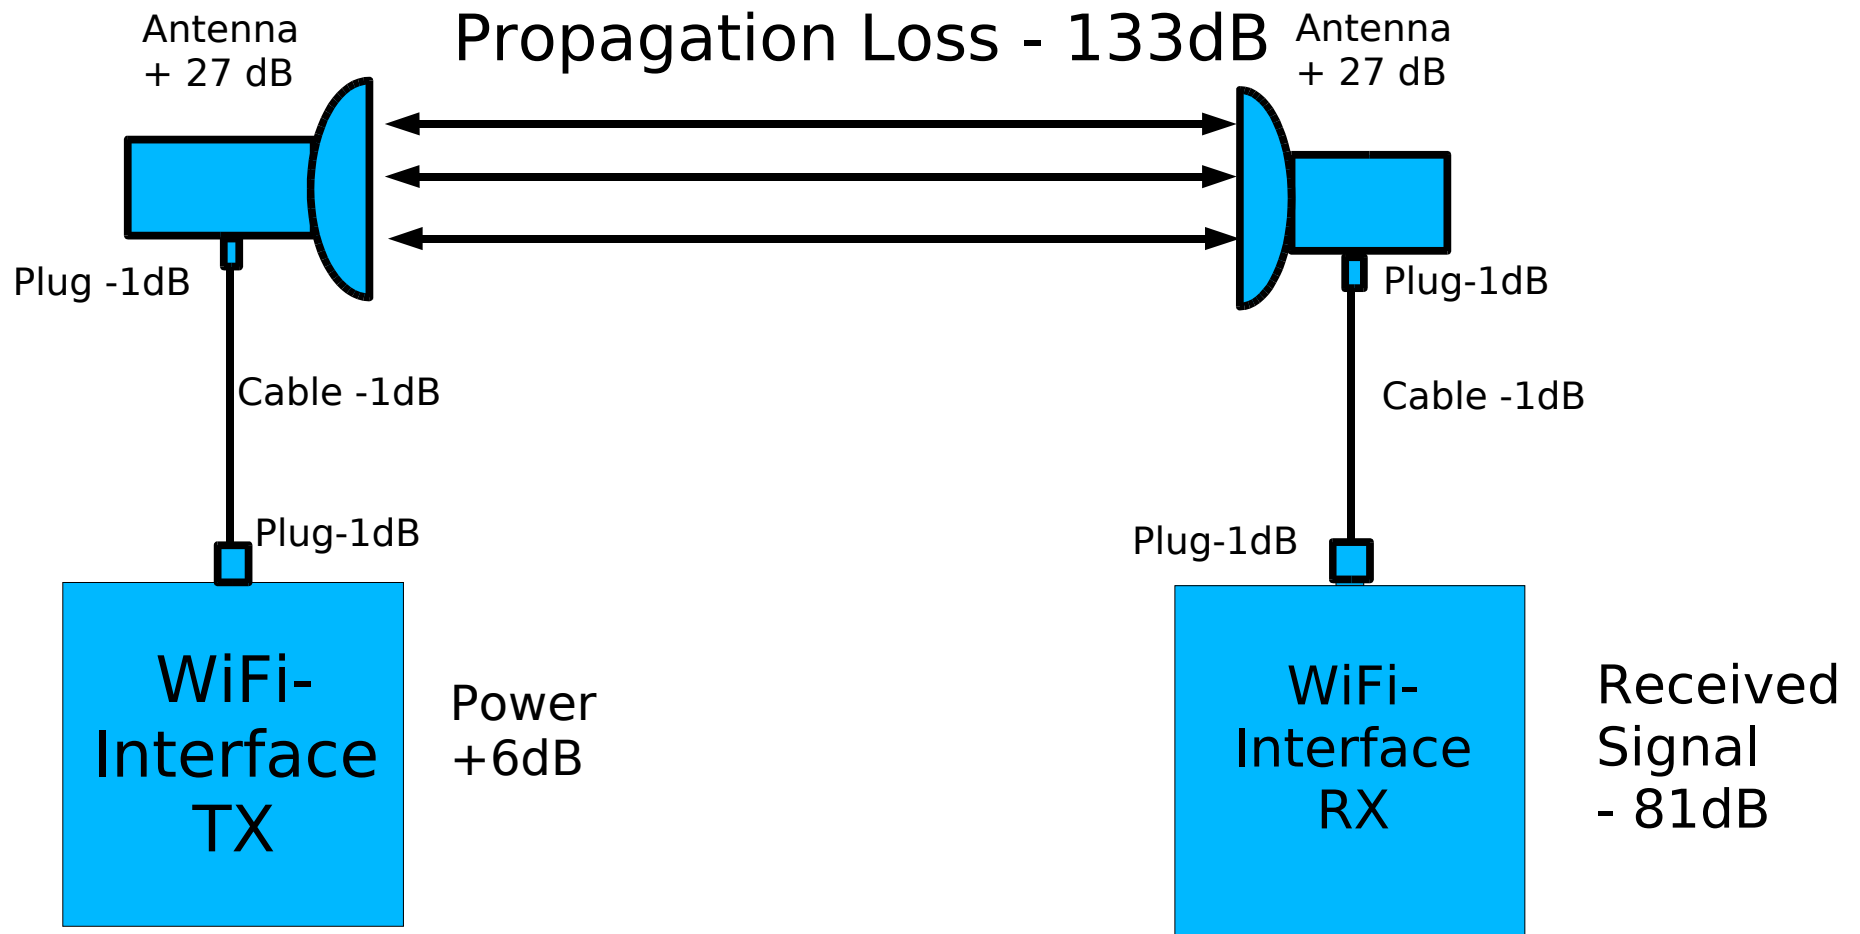 Antenna
+ 27 dB
Propagation Loss - 133dB
Antenna
+ 27 dB
Plug -1dB
Plug-1dB
Cable -1dB
Cable -1dB
Plug-1dB
Plug-1dB
WiFi-
Interface
TX
Power
+6dB
WiFi-
Interface
RX
Received
Signal
- 81dB